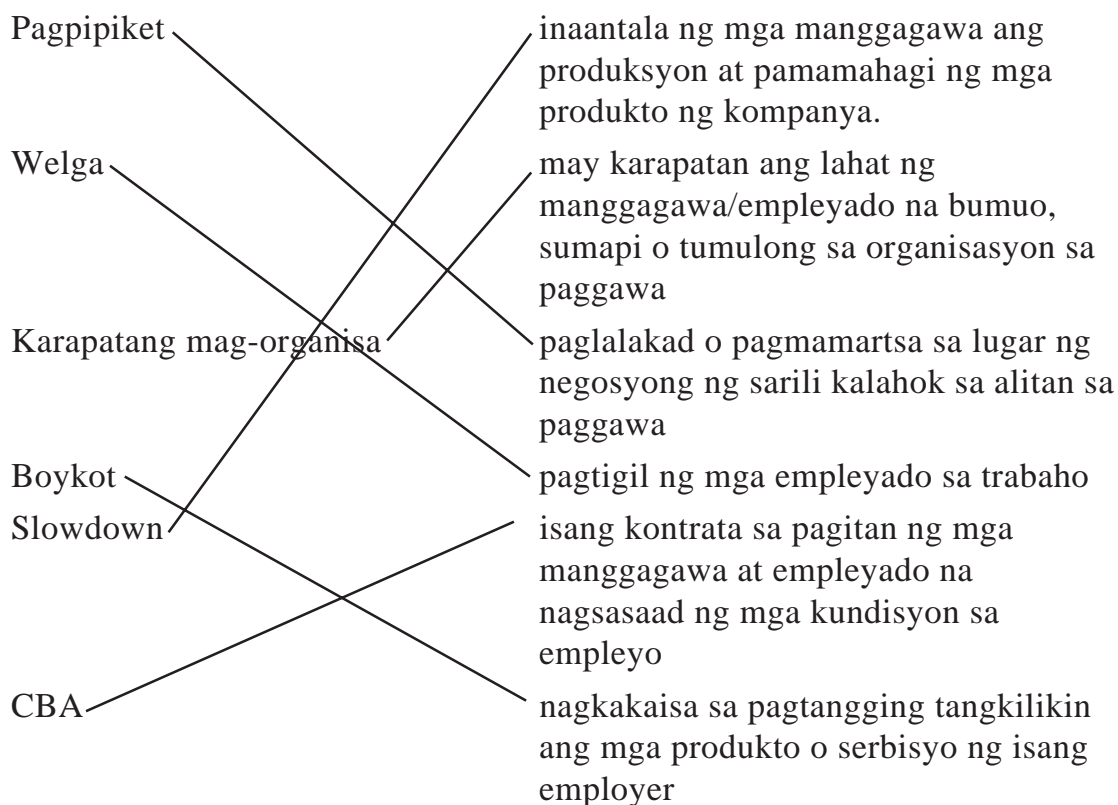 Pagpipiket
inaantala ng mga manggagawa ang
produksyon at pamamahagi ng mga
produkto ng kompanya.
Welga
may karapatan ang lahat ng
manggagawa/empleyado na bumuo,
sumapi o tumulong sa organisasyon sa
paggawa
Karapatang mag-organisa
paglalakad o pagmamartsa sa lugar ng
negosyong ng sarili kalahok sa alitan sa
paggawa
Boykot
pagtigil ng mga empleyado sa trabaho
Slowdown
isang kontrata sa pagitan ng mga
manggagawa at empleyado na
nagsasaad ng mga kundisyon sa
empleyo
CBA
nagkakaisa sa pagtangging tangkilikin
ang mga produkto o serbisyo ng isang
employer